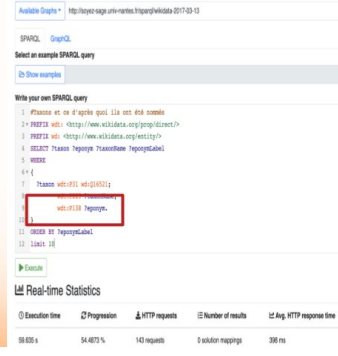 Available Graphs http://soyez-sage.univ-nantes.fr/sparql/wikidata-2017-03-13
SPARQL GraphQL
Select an example SPARQL query
Show examples
Write your own SPARQL query
1 #Taxons et ce d'après quoi ils ont été nommés
2 PREFIX wdt: <http://www.wikidata.org/prop/direct/>
3 PREFIX wd: <http://www.wikidata.org/entity/>
4 SELECT ?taxon ?eponym ?taxonName ?eponymLabel
5 WHERE
6 {
7 ?taxon wdt:P31 wd:Q16521;
8 ?taxonName;
9 wdt:P138 ?eponym.
10 }
11 ORDER BY ?eponymLabel
12 limit 10
Execute
Real-time Statistics
Execution time Progression HTTP requests Number of results Avg. HTTP response time
59.635 s 54.4673 % 143 requests 0 solution mappings 398 ms